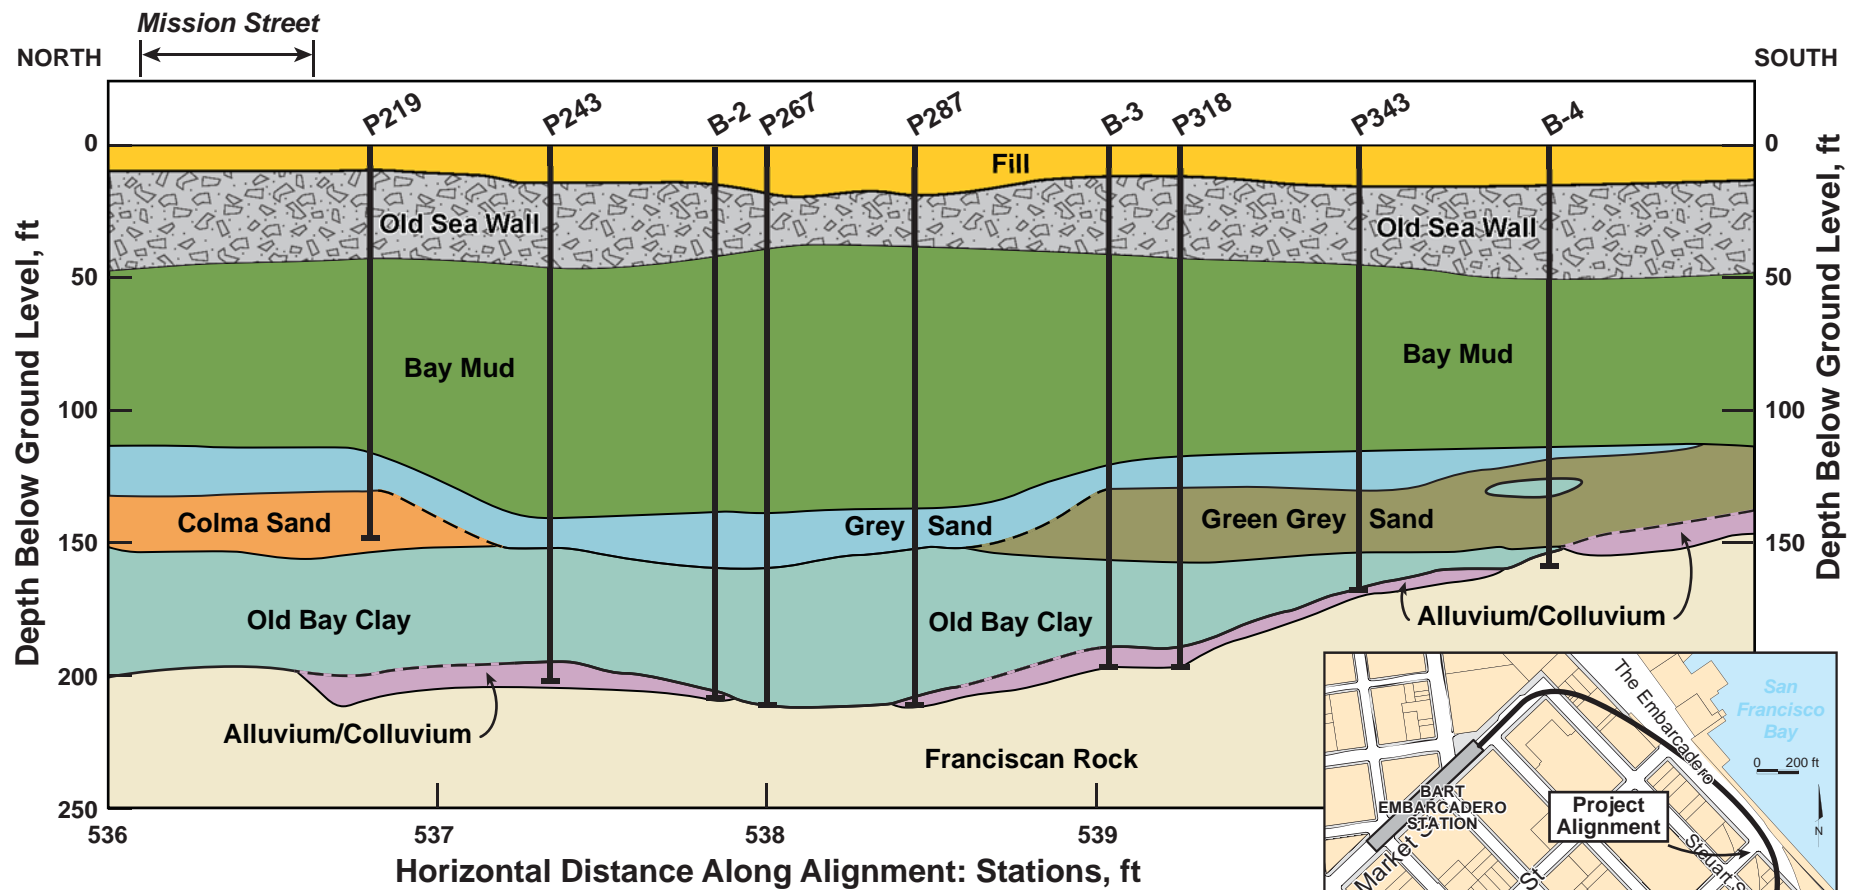 Mission Street
NORTH
SOUTH
P219
P243
B-2
P267
P287
B-3
P318
P343
B-4
0
0
Fill
Old Sea Wall
Old Sea Wall
50
50
Bay Mud
Bay Mud
100
100
Colma Sand
Grey Sand
Green Grey Sand
150
150
Old Bay Clay
Old Bay Clay
Alluvium/Colluvium
200
Alluvium/Colluvium
Franciscan Rock
250
536
537
538
539
Horizontal Distance Along Alignment: Stations, ft
Depth Below Ground Level, ft
Depth Below Ground Level, ft
The Embarcadero
San
Francisco
Bay
0 200 ft
N
BART
EMBARCADERO
STATION
Project
Alignment
Market
St
Steuart